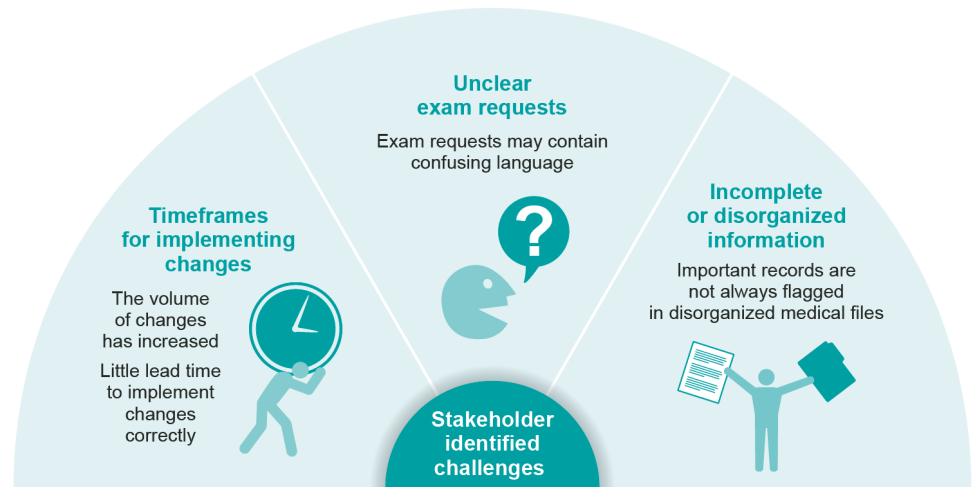 Unclear
exam requests
Exam requests may contain
confusing language
?
Timeframes
for implementing
changes
The volume
of changes
has increased
Little lead time
to implement
changes
correctly
Incomplete
or disorganized
information
Important records are
not always flagged
in disorganized medical files
Stakeholder
identified
challenges